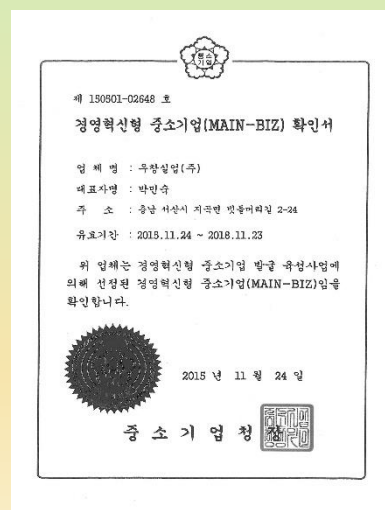 제 150501-02648 호
경영혁신형 중소기업(MAIN-BIZ) 확인서
업 체 명 : 우창실업(주)
대표자명 : 박민수
주 소 : 충남 서산시 지곡면 빗돌머리길 2-24
유효기간 : 2015.11.24 ~ 2018.11.23
위 업체는 경영혁신형 중소기업 발굴 육성사업에
의해 선정된 경영혁신형 중소기업(MAIN-BIZ)임을
확인합니다.
2015 년 11 월 24 일
중 소 기 업 청 장